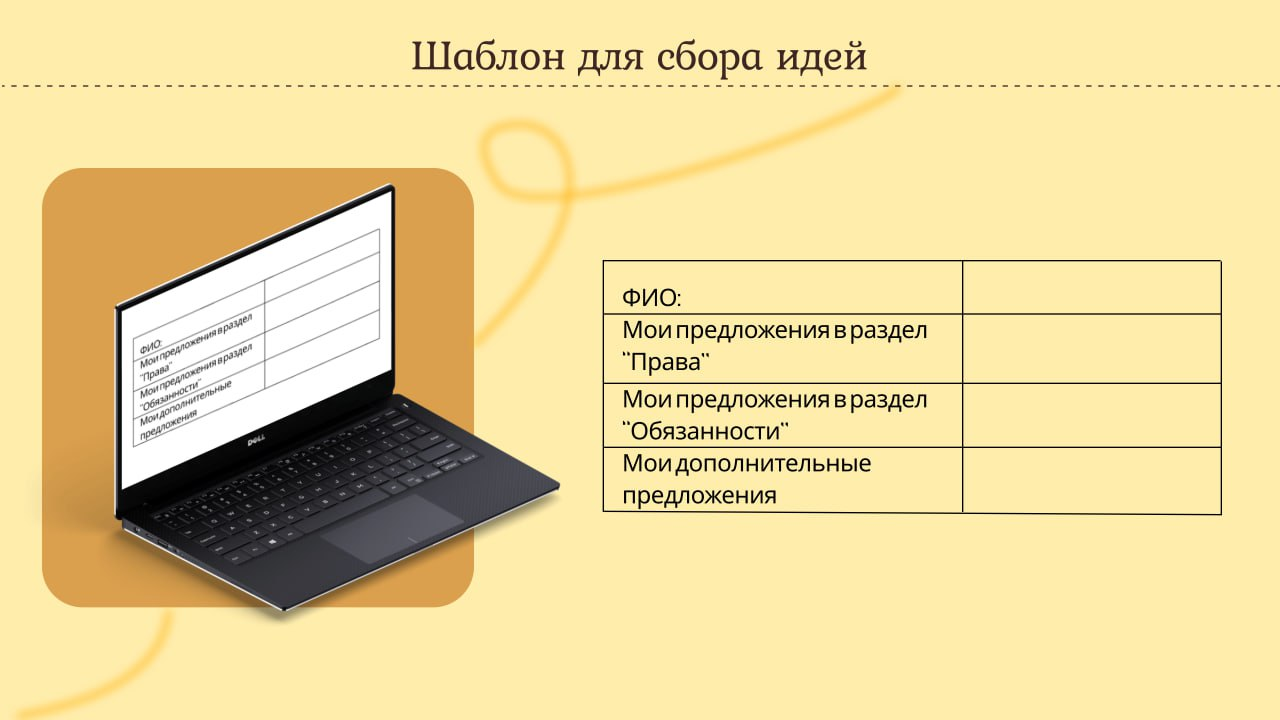 Шаблон для сбора идей
ФИО:
Мои предложения в раздел
"Права"
Мои предложения в раздел
"Обязанности"
Мои дополнительные
предложения
DELL
ФИО:
Мои предложения в раздел
"Права"
Мои предложения в раздел
"Обязанности"
Мои дополнительные
предложения